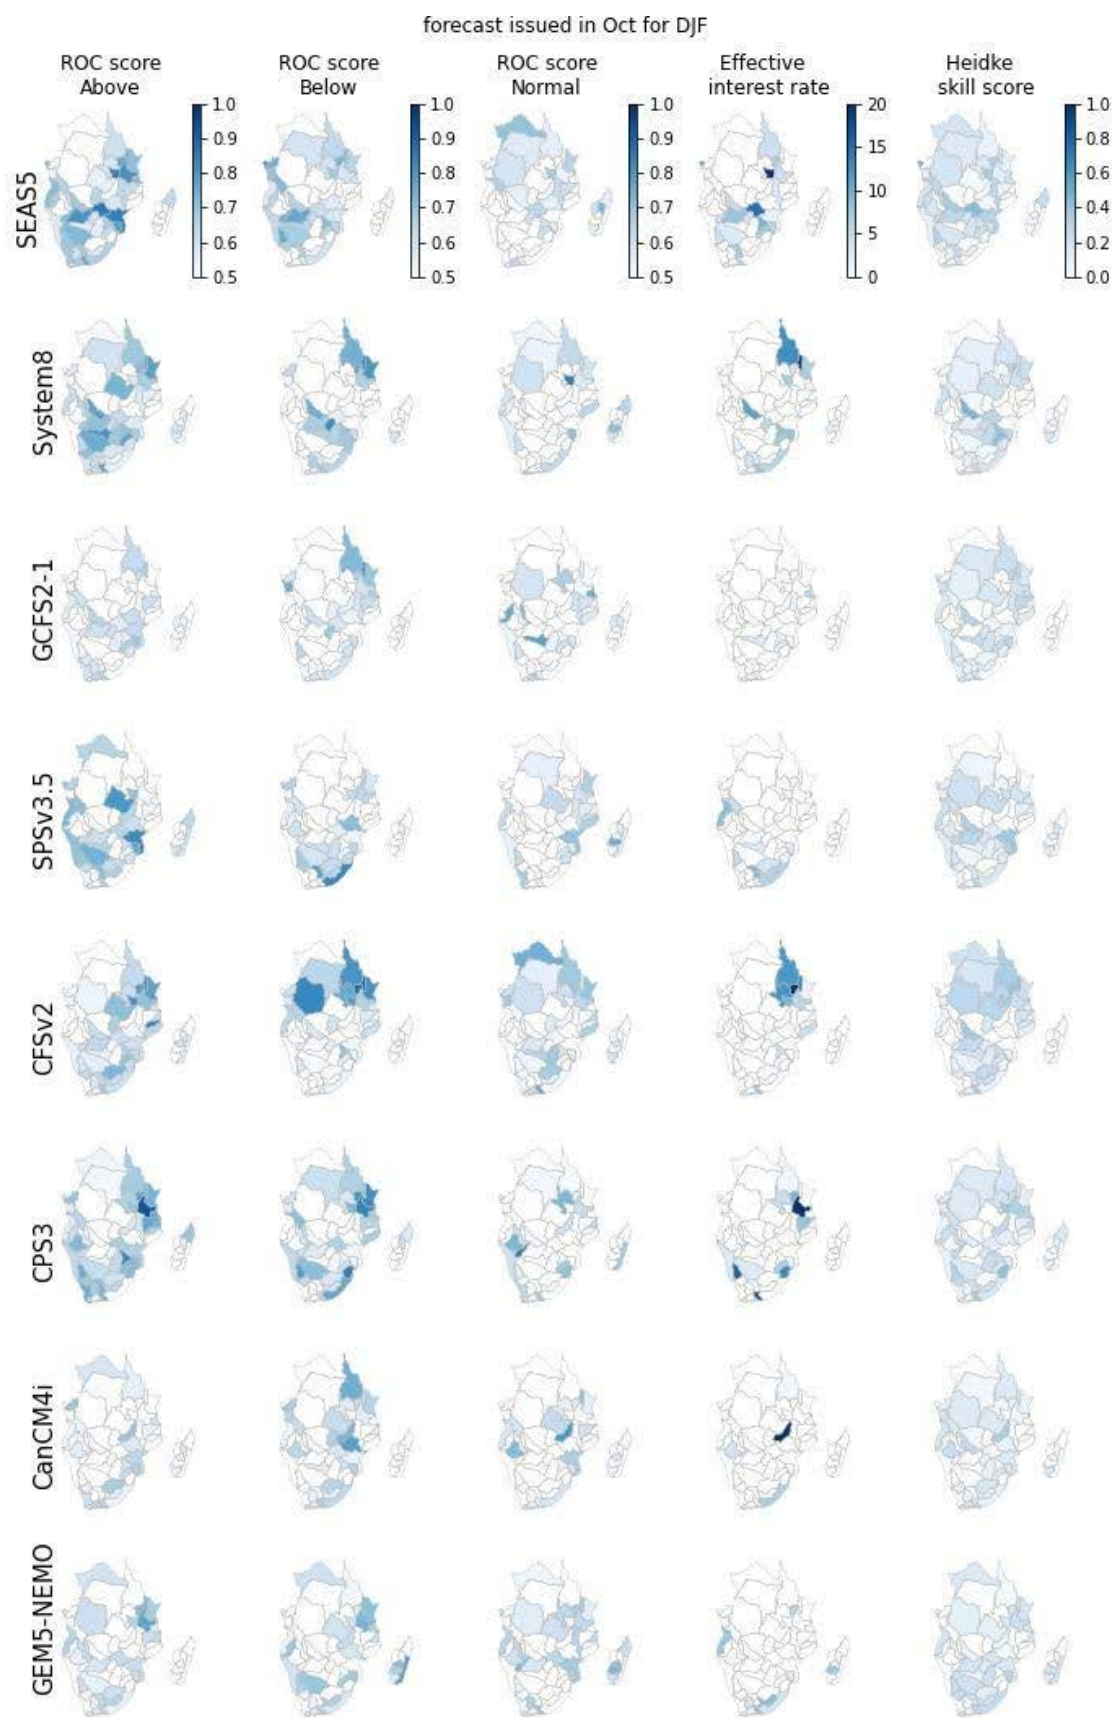 forecast issued in Oct for DJF
ROC score
Above
ROC score
Below
ROC score
Normal
Effective
interest rate
Heidke
skill score
SEAS5
1.0
0.9
0.8
0.7
0.6
0.5
1.0
0.9
0.8
0.7
0.6
0.5
1.0
0.9
0.8
0.7
0.6
0.5
20
15
10
5
0
1.0
0.8
0.6
0.4
0.2
0.0
System8
GCFS2-1
SPSv3.5
CFSv2
CPS3
CanCM4i
GEM5-NEMO